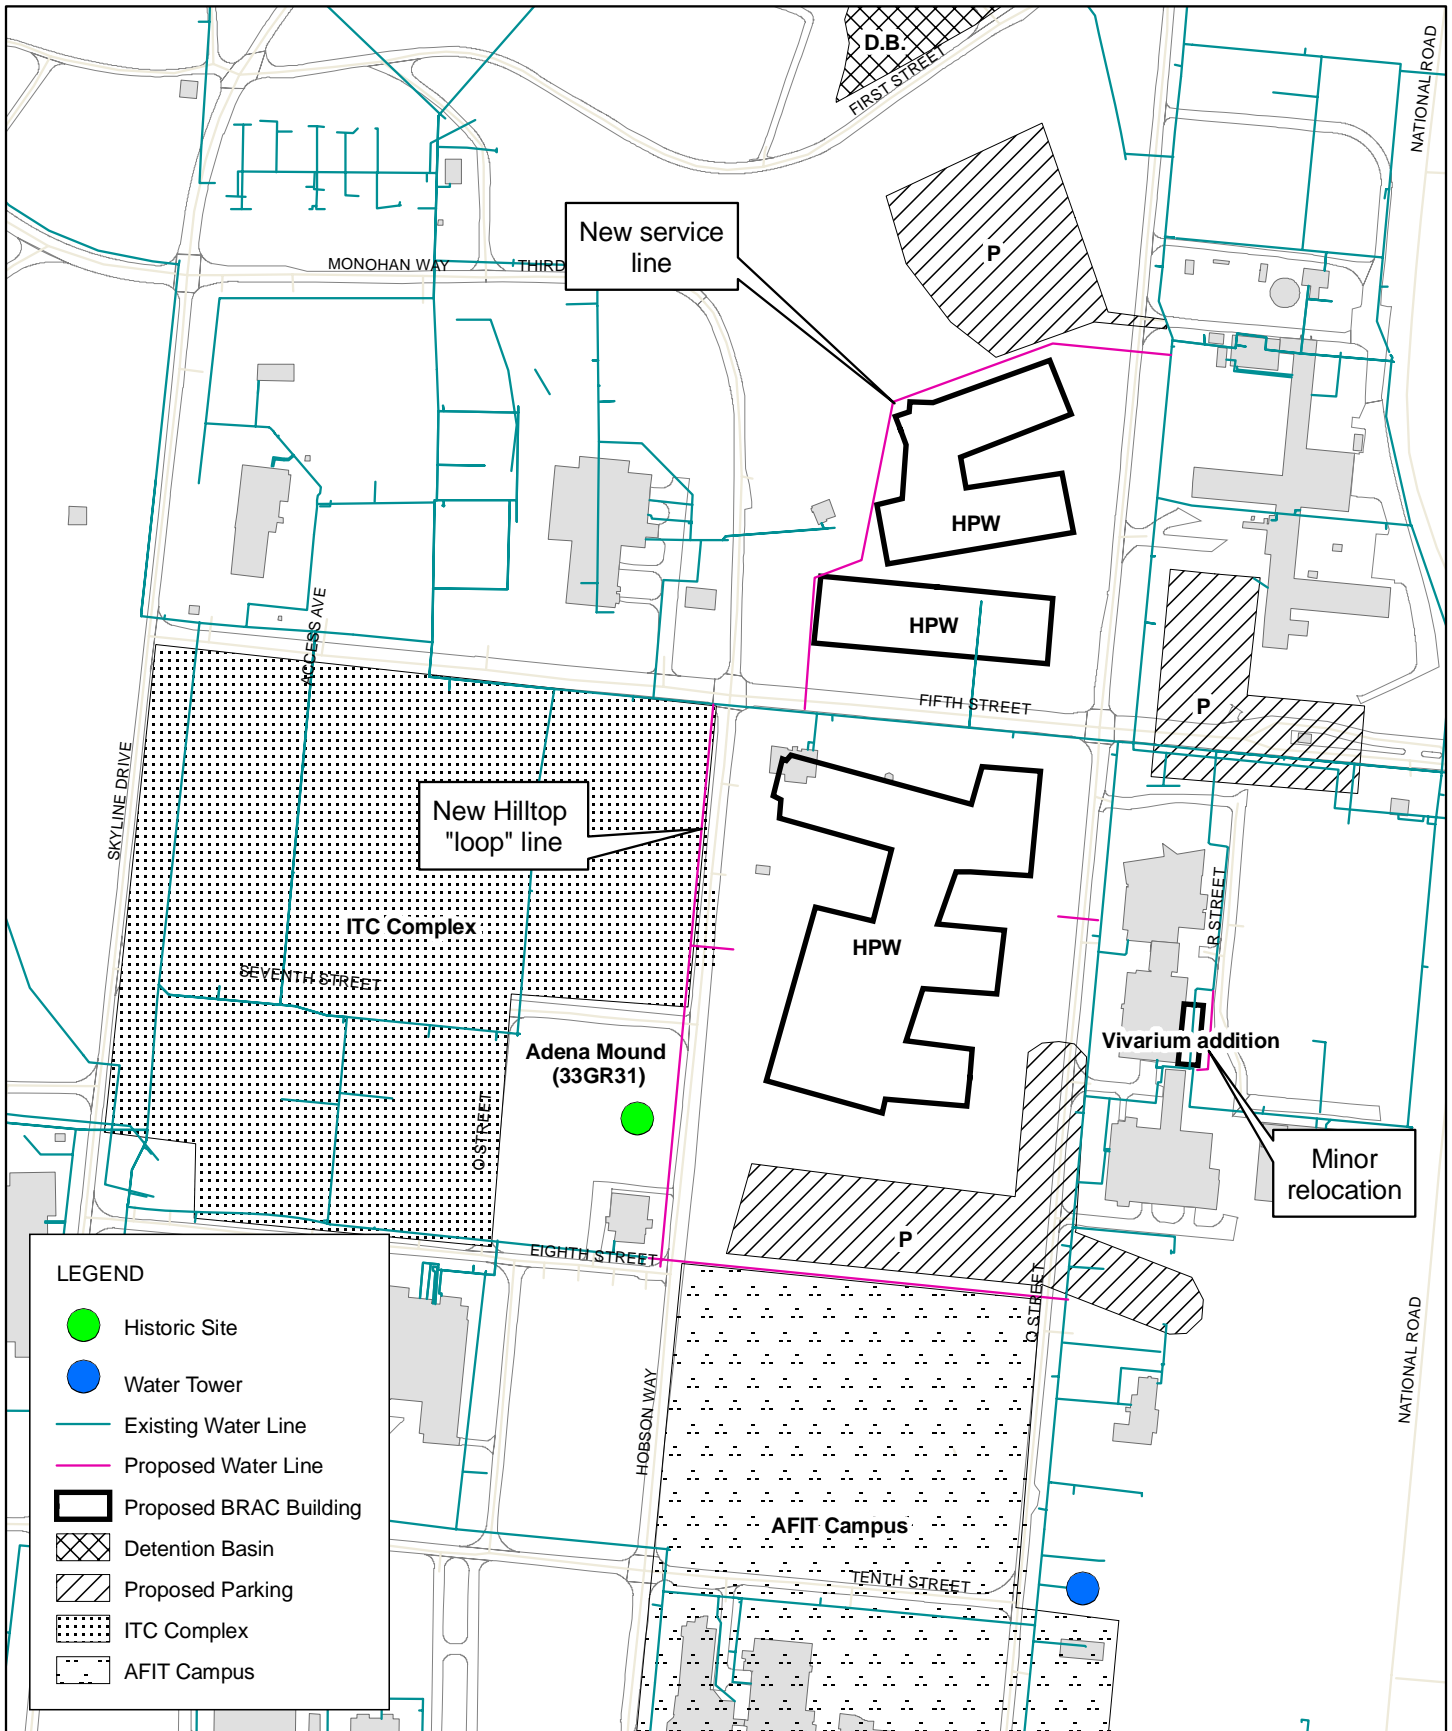 D.B.
FIRST STREET
NATIONAL ROAD
New service
line
P
MONOHAN WAY
THIRD
HPW
HPW
ACCESS AVE
FIFTH STREET
P
SKYLINE DRIVE
New Hilltop
"loop" line
R STREET
ITC Complex
HPW
SEVENTH STREET
Adena Mound
(33GR31)
Vivarium addition
Q STREET
Minor
relocation
P
EIGHTH STREET
Q STREET
HOBSON WAY
NATIONAL ROAD
AFIT Campus
TENTH STREET
LEGEND
Historic Site
Water Tower
Existing Water Line
Proposed Water Line
Proposed BRAC Building
Detention Basin
Proposed Parking
ITC Complex
AFIT Campus